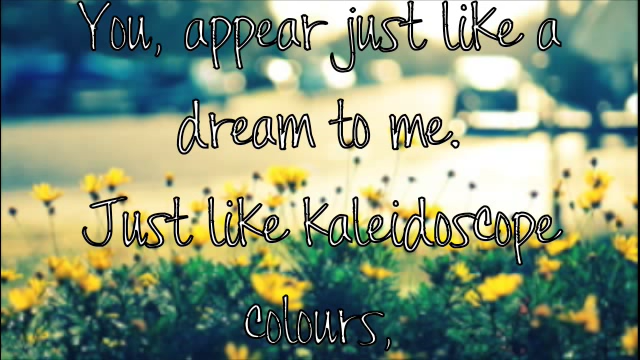 You, appear just like a
dream to me.
Just like kaleidoscope
colours,